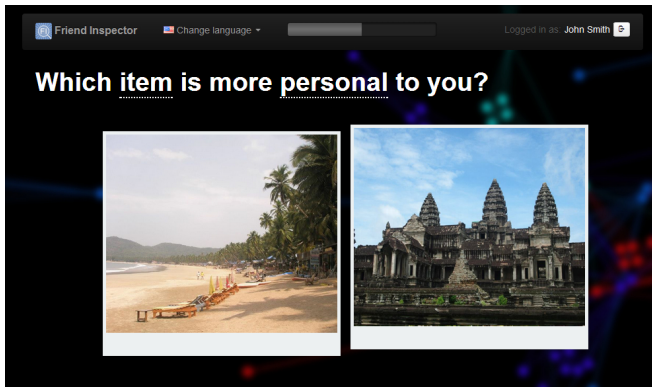 Friend Inspector
Change language
Logged in as: John Smith
Which item is more personal to you?